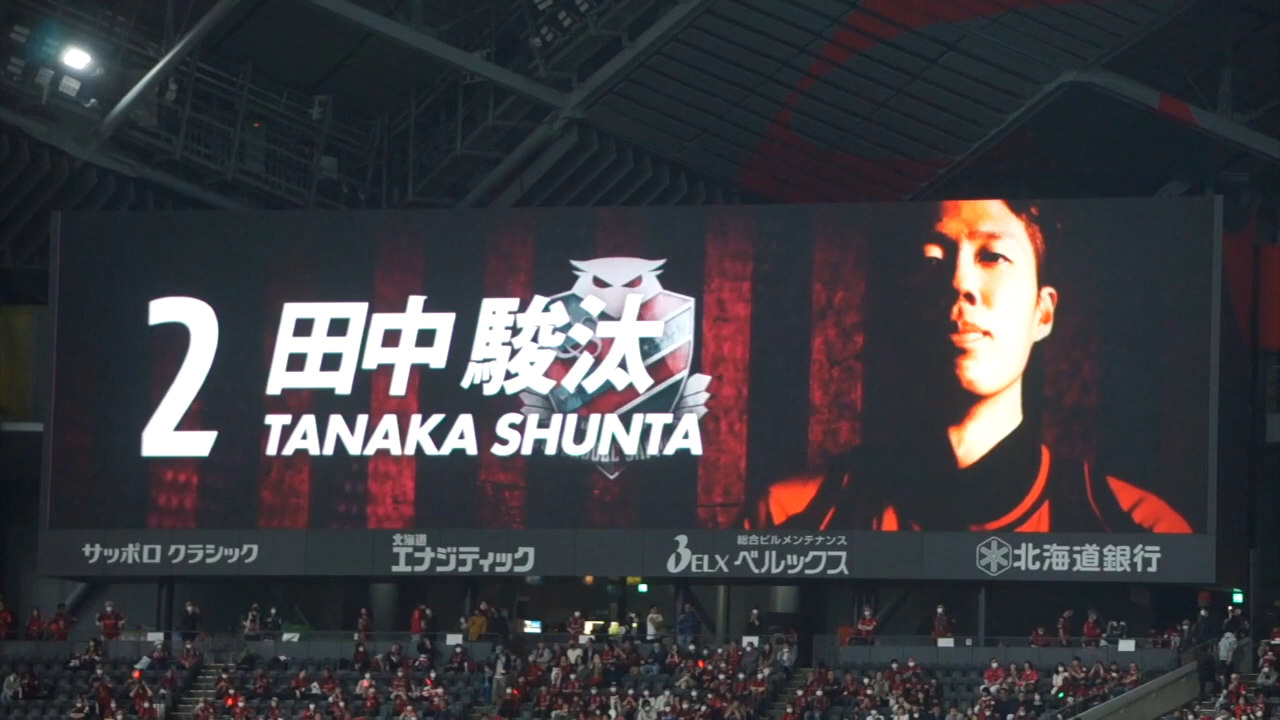 2
田中 駿汰
TANAKA SHUNTA
サッポロ クラシック
北海道
エナジティック
BELX
総合ビルメンテナンス
ベルックス
北海道銀行